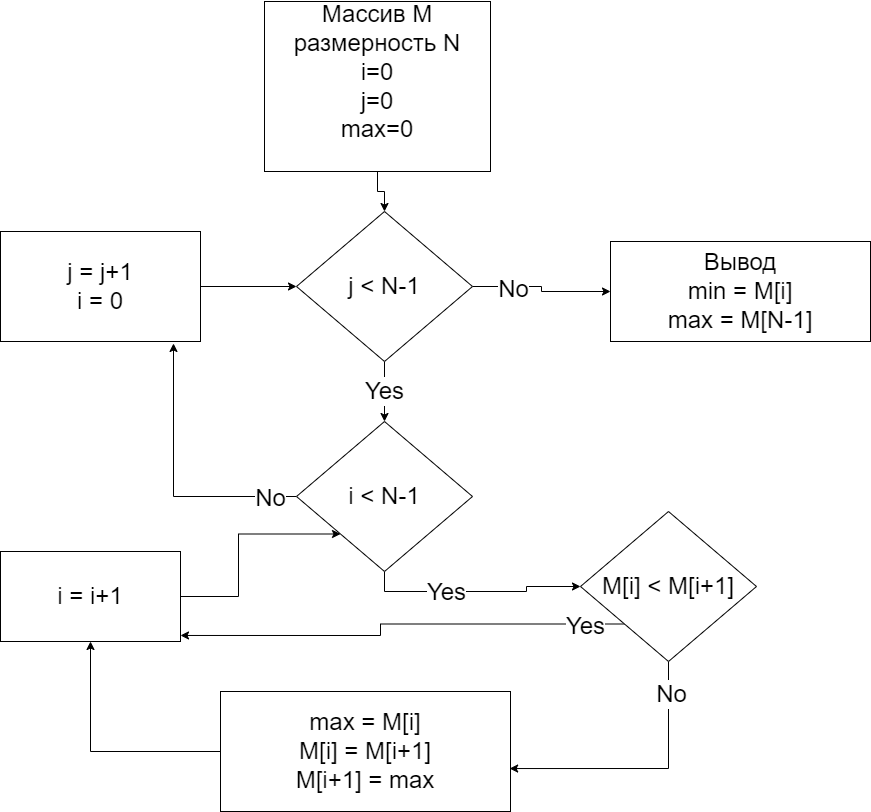 Массив M
размерность N
i=0
j=0
max=0
j = j+1
i = 0
j < N-1
No
Вывод
min = M[i]
max = M[N-1]
Yes
i < N-1
No
i = i+1
Yes
M[i] < M[i+1]
Yes
No
max = M[i]
M[i] = M[i+1]
M[i+1] = max